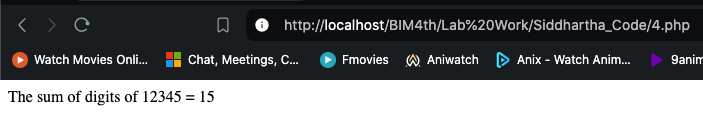 http://localhost/BIM4th/Lab%20Work/Siddhartha_Code/4.php
Watch Movies Onli... Chat, Meetings, C... Fmovies Aniwatch Anix - Watch Anim... 9anim
The sum of digits of 12345 = 15